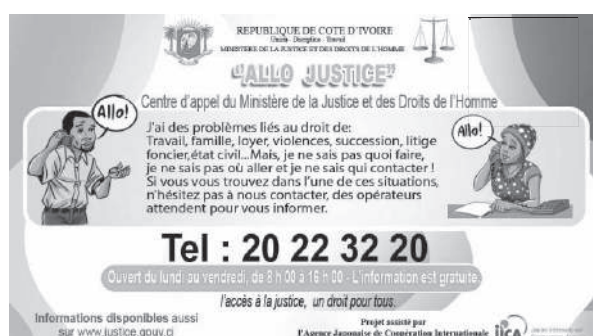 REPUBLIQUE DE COTE D'IVOIRE
Union - Discipline - Travail
MINISTERE DE LA JUSTICE ET DES DROITS DE L'HOMME
"ALLO JUSTICE"
Centre d'appel du Ministère de la Justice et des Droits de l'Homme
Allo!
J'ai des problèmes liés au droit de:
Travail, famille, loyer, violences, succession, litige
foncier,état civil...Mais, je ne sais pas quoi faire,
je ne sais pas où aller et je ne sais qui contacter !
Si vous vous trouvez dans l'une de ces situations,
n'hésitez pas à nous contacter, des opérateurs
attendent pour vous informer.
Allo!
Tel : 20 22 32 20
Ouvert du lundi au vendredi, de 8 h 00 à 16 h 00 - L'information est gratuite
l'accès à la justice, un droit pour tous.
Informations disponibles aussi
sur www.justice.gouv.ci
Projet assisté par
l'Agence Japonaise de Coopération Internationale
jica